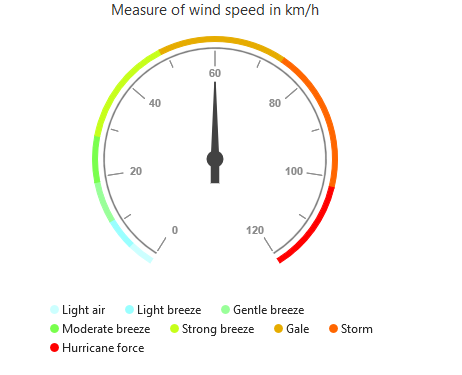 Measure of wind speed in km/h
60
40
80
20
100
0
120
Light air
Light breeze
Gentle breeze
Moderate breeze
Strong breeze
Gale
Storm
Hurricane force